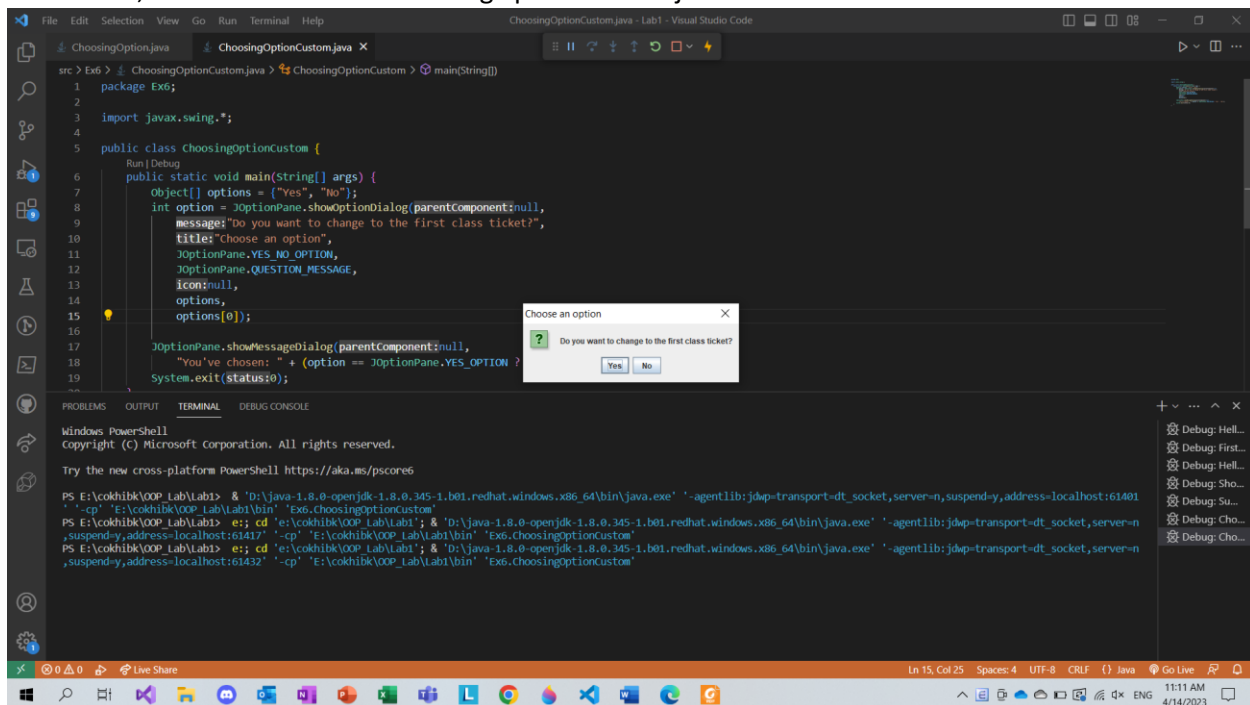 File Edit Selection View Go Run Terminal Help
ChoosingOptionCustom.java - Lab1 - Visual Studio Code
ChoosingOption.java
ChoosingOptionCustom.java
src > Ex6 > ChoosingOptionCustom.java > ChoosingOptionCustom > main(String[])
1 package Ex6;
2
3 import javax.swing.*;
4
5 public class ChoosingOptionCustom {
Run | Debug
6 public static void main(String[] args) {
7 Object[] options = {"Yes", "No"};
8 int option = JOptionPane.showOptionDialog(parentComponent:null,
9 message:"Do you want to change to the first class ticket?",
10 title:"Choose an option",
11 JOptionPane.YES_NO_OPTION,
12 JOptionPane.QUESTION_MESSAGE,
13 icon:null,
14 options,
15 options[0]);
16
17 JOptionPane.showMessageDialog(parentComponent:null,
18 "You've chosen: " + (option == JOptionPane.YES_OPTION ?
19 System.exit(status:0);
Choose an option
Do you want to change to the first class ticket?
Yes No
PROBLEMS OUTPUT TERMINAL DEBUG CONSOLE
Windows PowerShell
Copyright (C) Microsoft Corporation. All rights reserved.
Try the new cross-platform PowerShell https://aka.ms/pscore6
PS E:\cokhibk\OOP_Lab\Lab1> & 'D:\java-1.8.0-openjdk-1.8.0.345-1.b01.redhat.windows.x86_64\bin\java.exe' '-agentlib:jdwp=transport=dt_socket,server=n,suspend=y,address=localhost:61401
' '-cp' 'E:\cokhibk\OOP_Lab\Lab1\bin' 'Ex6.ChoosingOptionCustom'
PS E:\cokhibk\OOP_Lab\Lab1> e:; cd 'e:\cokhibk\OOP_Lab\Lab1'; & 'D:\java-1.8.0-openjdk-1.8.0.345-1.b01.redhat.windows.x86_64\bin\java.exe' '-agentlib:jdwp=transport=dt_socket,server=n
,suspend=y,address=localhost:61417' '-cp' 'E:\cokhibk\OOP_Lab\Lab1\bin' 'Ex6.ChoosingOptionCustom'
PS E:\cokhibk\OOP_Lab\Lab1> e:; cd 'e:\cokhibk\OOP_Lab\Lab1'; & 'D:\java-1.8.0-openjdk-1.8.0.345-1.b01.redhat.windows.x86_64\bin\java.exe' '-agentlib:jdwp=transport=dt_socket,server=n
,suspend=y,address=localhost:61432' '-cp' 'E:\cokhibk\OOP_Lab\Lab1\bin' 'Ex6.ChoosingOptionCustom'
Debug: Hell...
Debug: First...
Debug: Hell...
Debug: Sho...
Debug: Su...
Debug: Cho...
Debug: Cho...
0 0 0 Live Share
Ln 15, Col 25 Spaces: 4 UTF-8 CRLF {} Java Go Live
ENG
11:11 AM
4/14/2023